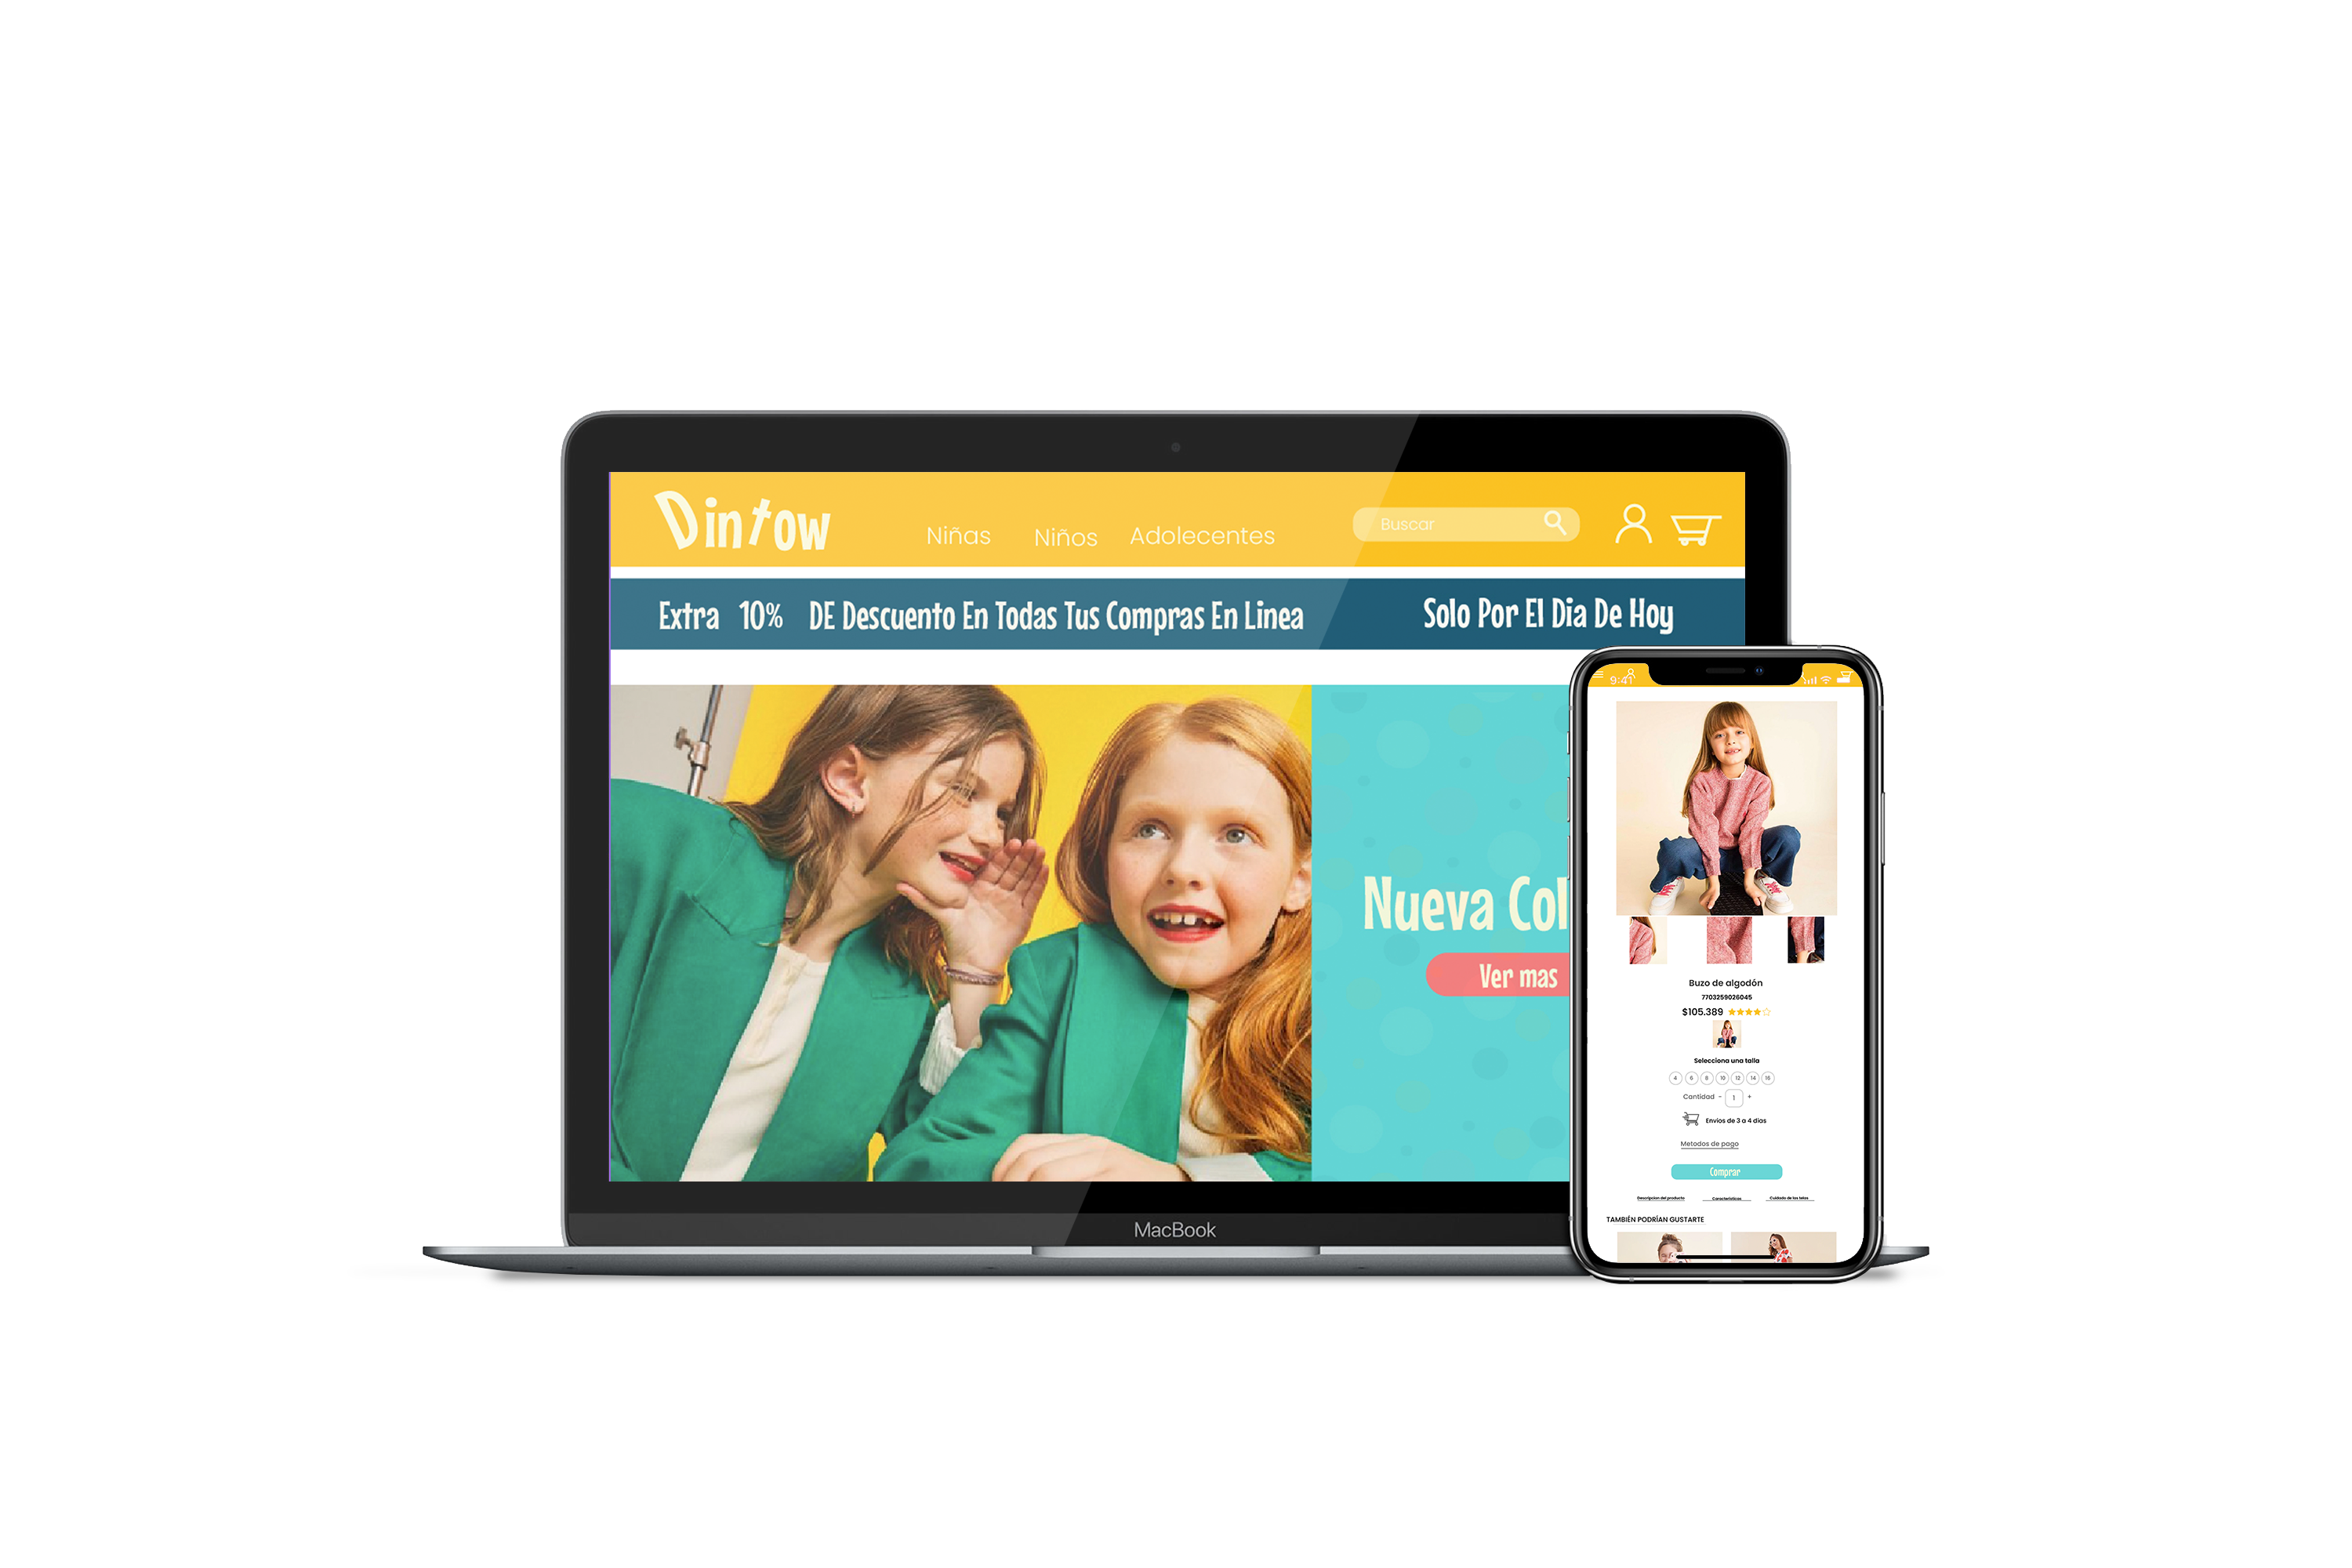 Dintow
Niñas Niños Adolecentes
Buscar
Extra 10% DE Descuento En Todas Tus Compras En Linea Solo Por El Dia De Hoy
Nueva Col
Ver mas
MacBook
9:41
Buzo de algodón
7703259026045
$105.389
Selecciona una talla
4 6 8 10 12 14 16
Cantidad - 1 +
Envios de 3 a 4 dias
Metodos de pago
Comprar
Descripcion del producto Caracteristicas Cuidado de las telas
TAMBIÉN PODRÍAN GUSTARTE